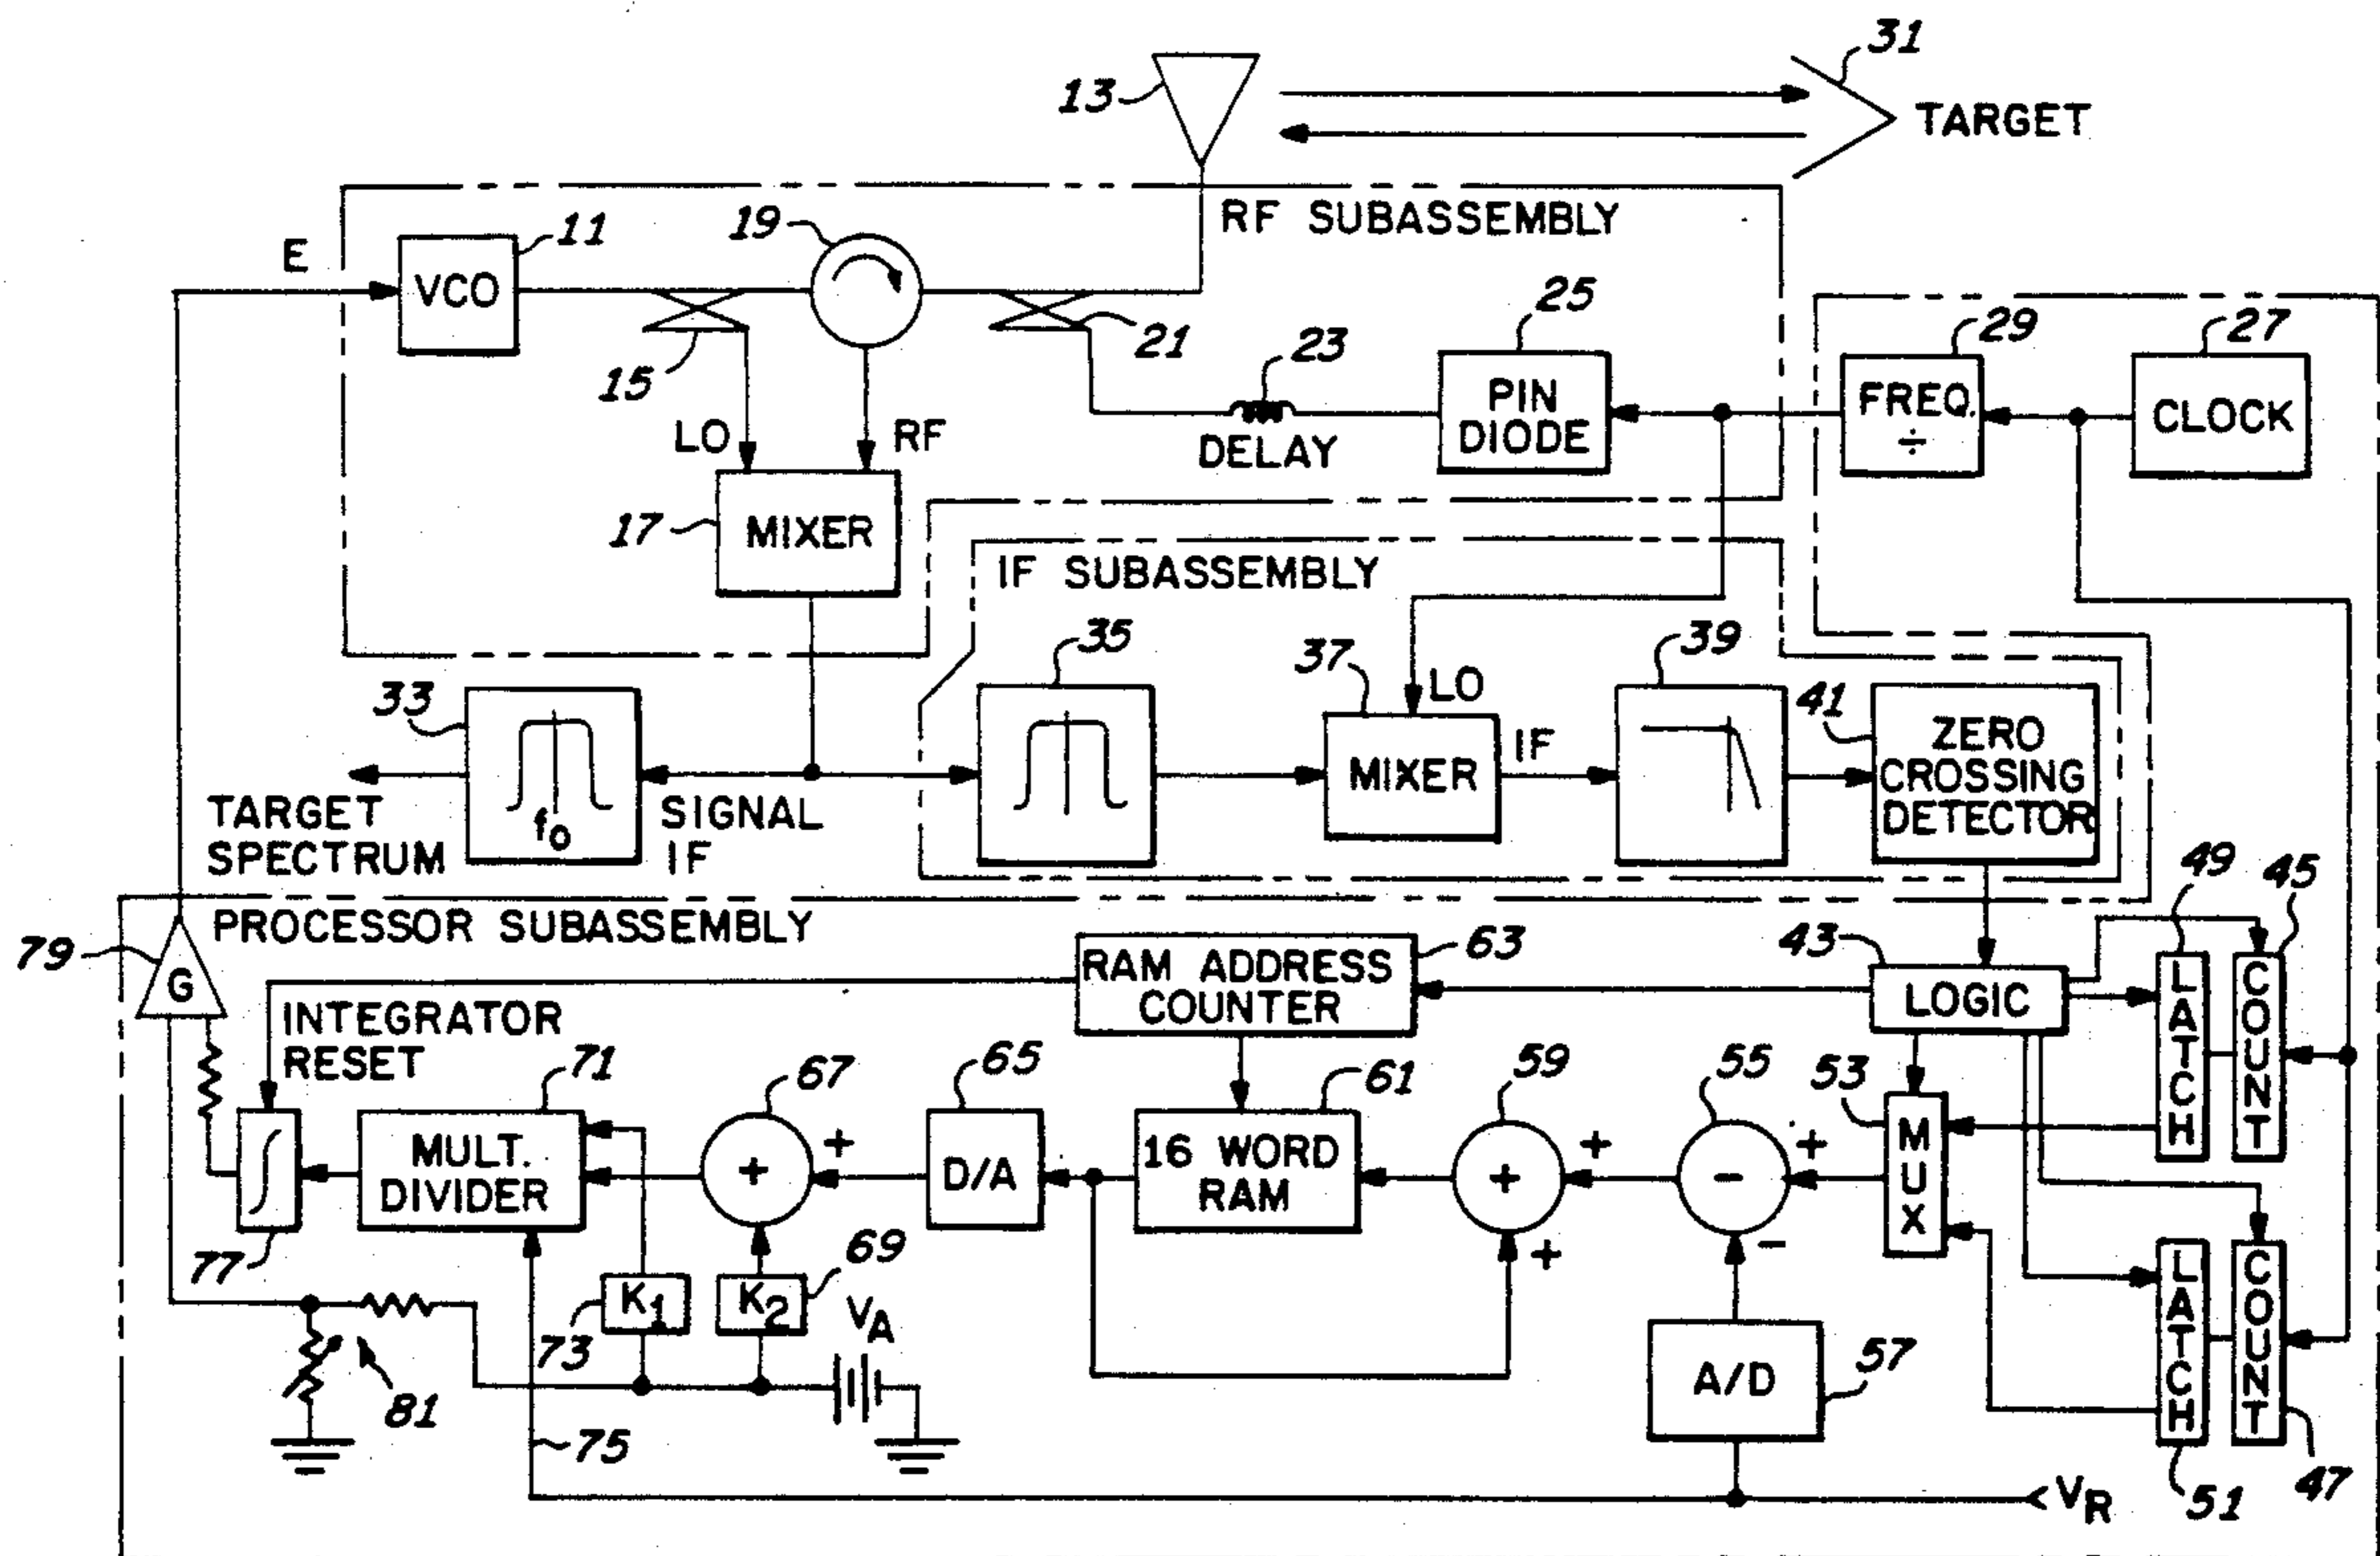 31
13
TARGET
RF SUBASSEMBLY
E
VCO
11
19
15
21
LO
RF
23
DELAY
25
PIN
DIODE
29
FREQ.
÷
27
CLOCK
17
MIXER
IF SUBASSEMBLY
33
f0
TARGET
SPECTRUM
SIGNAL
IF
35
37
LO
MIXER
IF
39
41
ZERO
CROSSING
DETECTOR
PROCESSOR SUBASSEMBLY
79
G
INTEGRATOR
RESET
RAM ADDRESS
COUNTER
63
43
LOGIC
49
LATCH
45
COUNT
71
MULT.
DIVIDER
67
+
+
65
D/A
61
16 WORD
RAM
59
+
+
+
55
-
+
-
53
MUX
77
73
K1
K2
69
VA
81
75
A/D
57
LATCH
51
COUNT
47
VR